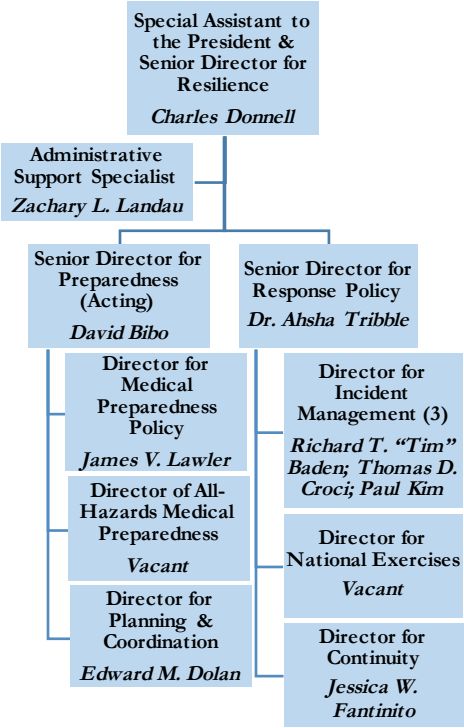 Special Assistant to
the President &
Senior Director for
Resilience
Charles Donnell
Administrative
Support Specialist
Zachary L. Landau
Senior Director for
Preparedness
(Acting)
David Bibo
Senior Director for
Response Policy
Dr. Ahsha Tribble
Director for
Medical
Preparedness
Policy
James V. Lawler
Director of All-
Hazards Medical
Preparedness
Vacant
Director for
Planning &
Coordination
Edward M. Dolan
Director for
Incident
Management (3)
Richard T. “Tim”
Baden; Thomas D.
Croci; Paul Kim
Director for
National Exercises
Vacant
Director for
Continuity
Jessica W.
Fantinito